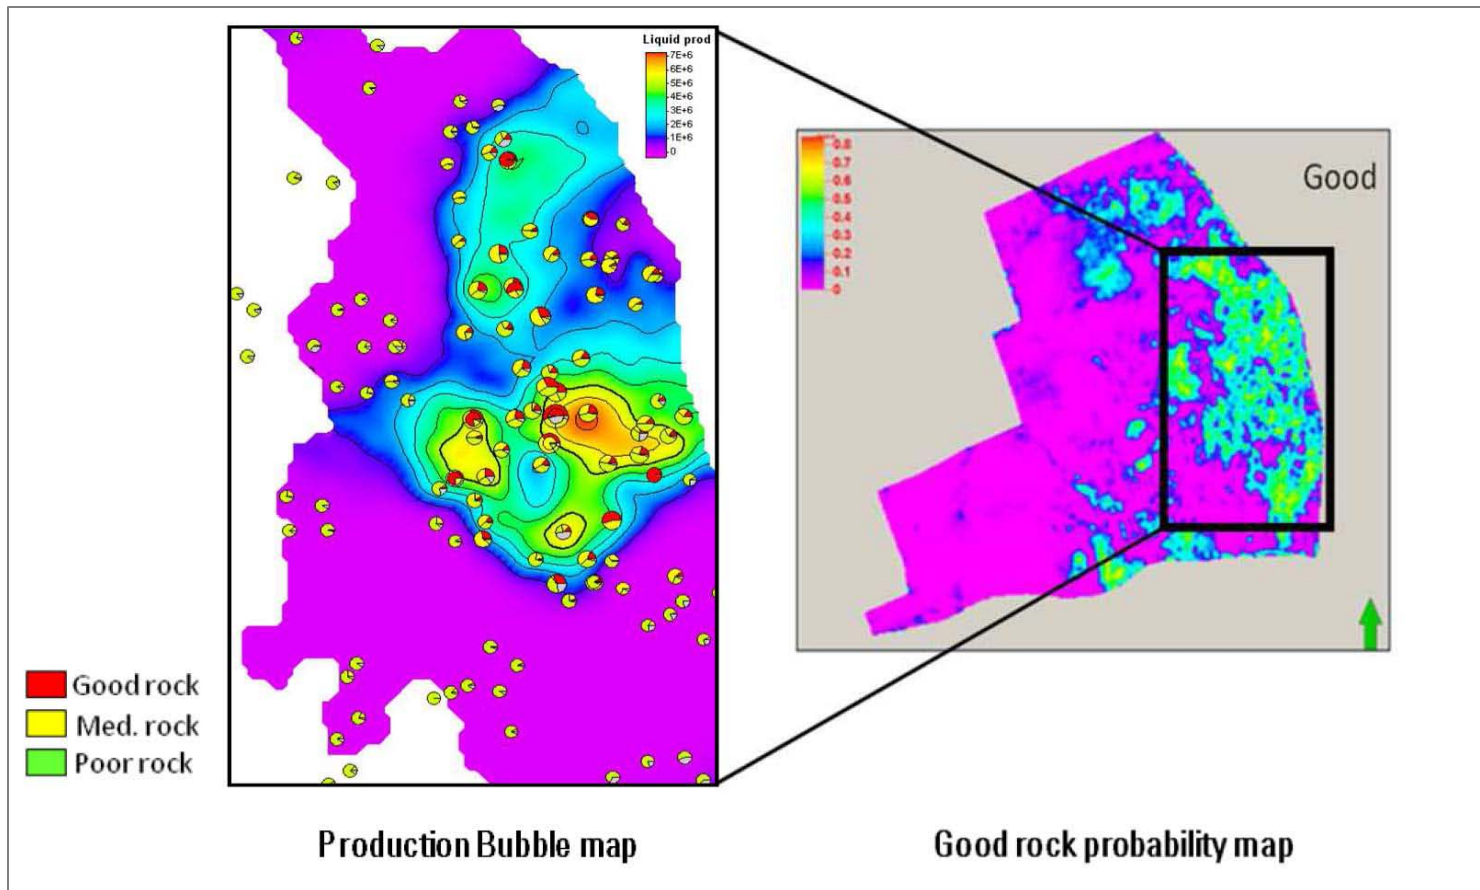 Liquid prod
7E+6
6E+6
5E+6
4E+6
3E+6
2E+6
1E+6
0
Good
0.8
0.7
0.6
0.5
0.4
0.3
0.2
0.1
0
Good rock
Med. rock
Poor rock
Production Bubble map
Good rock probability map